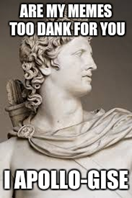 ARE MY MEMES
TOO DANK FOR YOU
I APOLLO-GISE